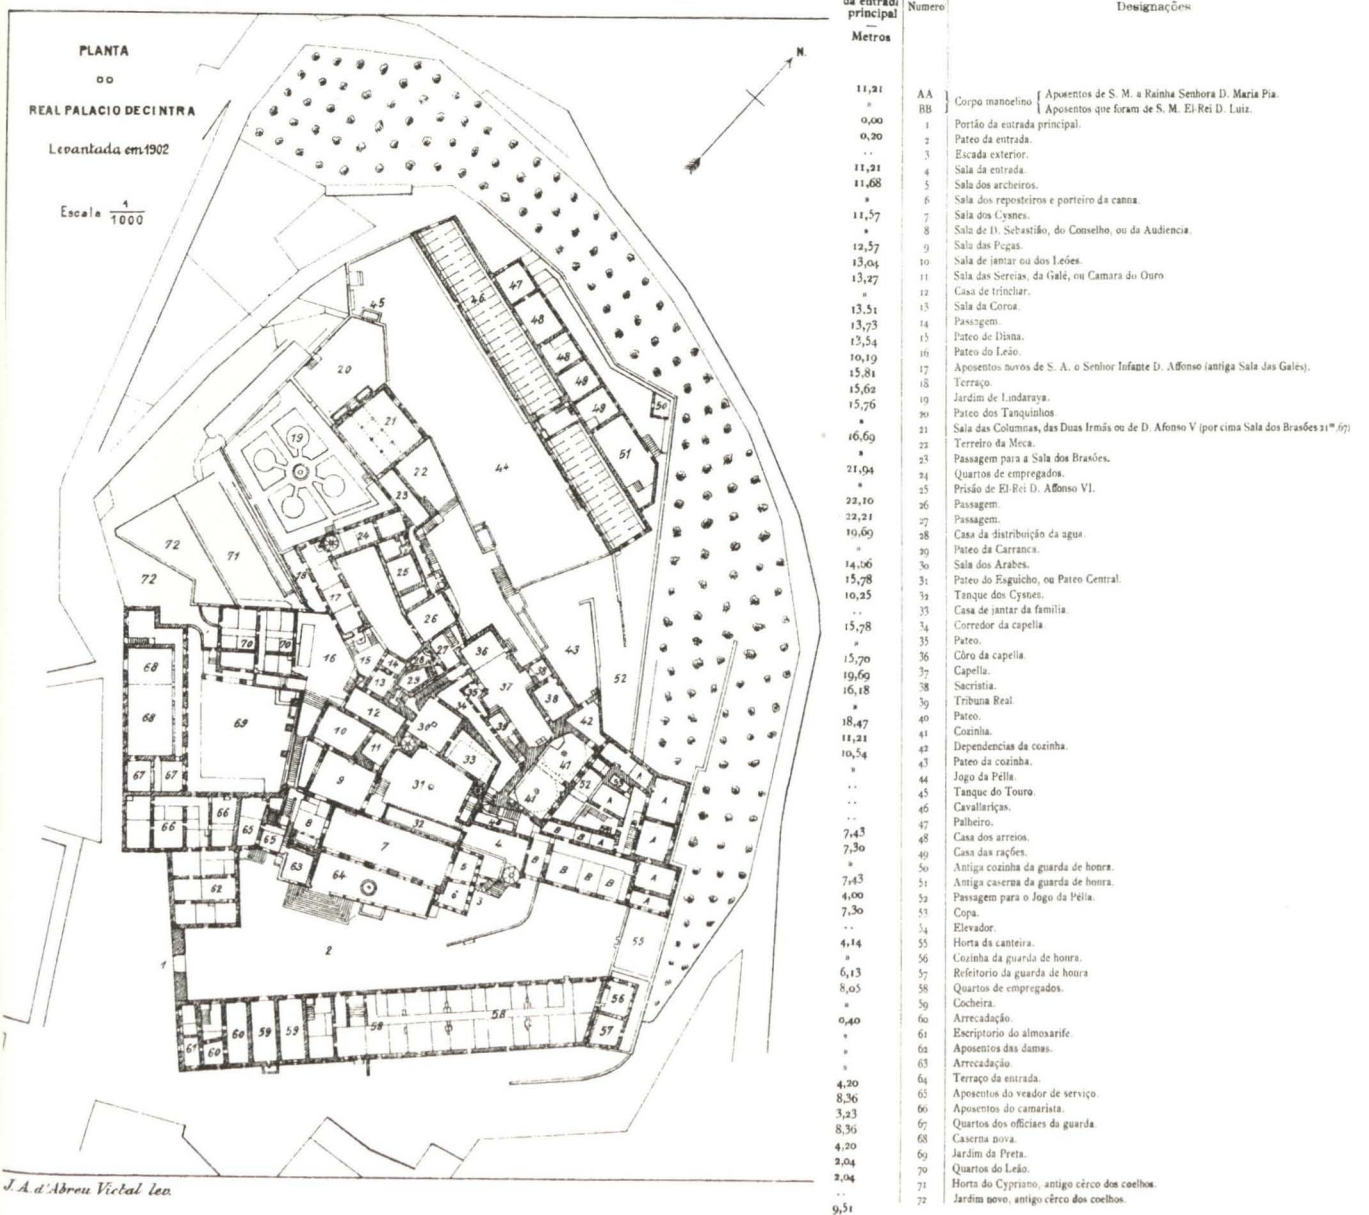 PLANTA
DO
REAL PALACIO DE CINTRA
Levantada em 1902
Escala 1/1000
N.
J. A. d'Abreu Victal lev.
da entrada principal — Metros | Numero | Designações
AA } Corpo manoelino { Aposentos de S. M. a Rainha Senhora D. Maria Pia.
BB } { Aposentos que foram de S. M. El-Rei D. Luiz.
1 Portão da entrada principal.
2 Pateo da entrada.
3 Escada exterior.
4 Sala da entrada.
5 Sala dos archeiros.
6 Sala dos reposteiros e porteiro da canna.
7 Sala dos Cysnes.
8 Sala de D. Sebastião, do Conselho, ou da Audiencia.
9 Sala das Pegas.
10 Sala de jantar ou dos Leões.
11 Sala das Sereias, da Galé, ou Camara do Ouro
12 Casa de trinchar.
13 Sala da Coroa.
14 Passagem.
15 Pateo de Diana.
16 Pateo do Leão.
17 Aposentos novos de S. A. o Senhor Infante D. Affonso (antiga Sala das Galés).
18 Terraço.
19 Jardim de Lindaraya.
20 Pateo dos Tanquinhos
21 Sala das Columnas, das Duas Irmãs ou de D. Afonso V (por cima Sala dos Brasões 21ᵐ,67)
22 Terreiro da Meca.
23 Passagem para a Sala dos Brasões.
24 Quartos de empregados.
25 Prisão de El-Rei D. Affonso VI.
26 Passagem.
27 Passagem.
28 Casa da distribuição da agua.
29 Pateo da Carranca.
30 Sala dos Arabes.
31 Pateo do Esguicho, ou Pateo Central.
32 Tanque dos Cysnes.
33 Casa de jantar da familia.
34 Corredor da capella
35 Pateo.
36 Côro da capella.
37 Capella.
38 Sacristia.
39 Tribuna Real.
40 Pateo.
41 Cozinha.
42 Dependencias da cozinha.
43 Pateo da cozinha.
44 Jogo da Pélla.
45 Tanque do Touro.
46 Cavallariças.
47 Palheiro.
48 Casa dos arreios.
49 Casa das rações.
50 Antiga cozinha da guarda de honra.
51 Antiga caserna da guarda de honra.
52 Passagem para o Jogo da Pélla.
53 Copa.
54 Elevador.
55 Horta da canteira.
56 Cozinha da guarda de honra.
57 Refeitorio da guarda de honra
58 Quartos de empregados.
59 Cocheira.
60 Arrecadação.
61 Escriptorio do almoxarife.
62 Aposentos das damas.
63 Arrecadação.
64 Terraço da entrada.
65 Aposentos do veador de serviço.
66 Aposentos do camarista.
67 Quartos dos officiaes da guarda.
68 Caserna nova.
69 Jardim da Preta.
70 Quartos do Leão.
71 Horta do Cypriano, antigo cêrco dos coelhos.
72 Jardim novo, antigo cêrco dos coelhos.
11,21
0,00
0,20
11,21
11,68
11,57
12,57
13,04
13,27
13,51
13,73
13,54
10,19
15,81
15,62
15,76
16,69
21,94
22,10
22,21
19,69
14,06
15,78
10,25
15,78
15,70
19,69
16,18
18,47
11,21
10,54
7,43
7,30
7,43
4,00
7,30
4,14
6,13
8,05
0,40
4,20
8,36
3,23
8,36
4,20
2,04
2,04
9,51